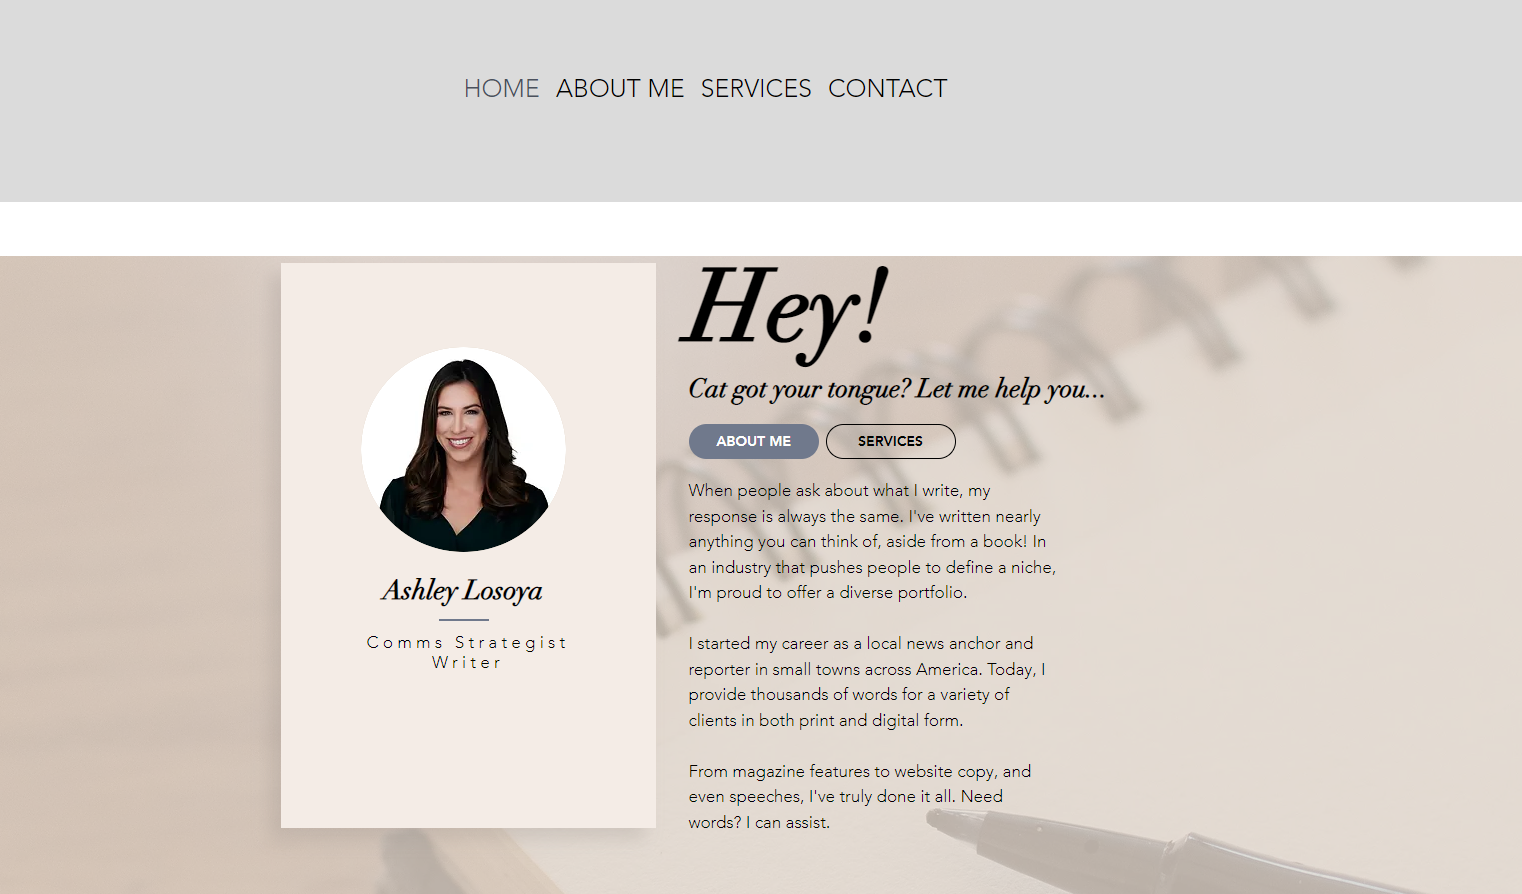 HOME ABOUT ME SERVICES CONTACT
Hey!
Cat got your tongue? Let me help you...
ABOUT ME
SERVICES
Ashley Losoya
Comms Strategist
Writer
When people ask about what I write, my
response is always the same. I've written nearly
anything you can think of, aside from a book! In
an industry that pushes people to define a niche,
I'm proud to offer a diverse portfolio.
I started my career as a local news anchor and
reporter in small towns across America. Today, I
provide thousands of words for a variety of
clients in both print and digital form.
From magazine features to website copy, and
even speeches, I've truly done it all. Need
words? I can assist.